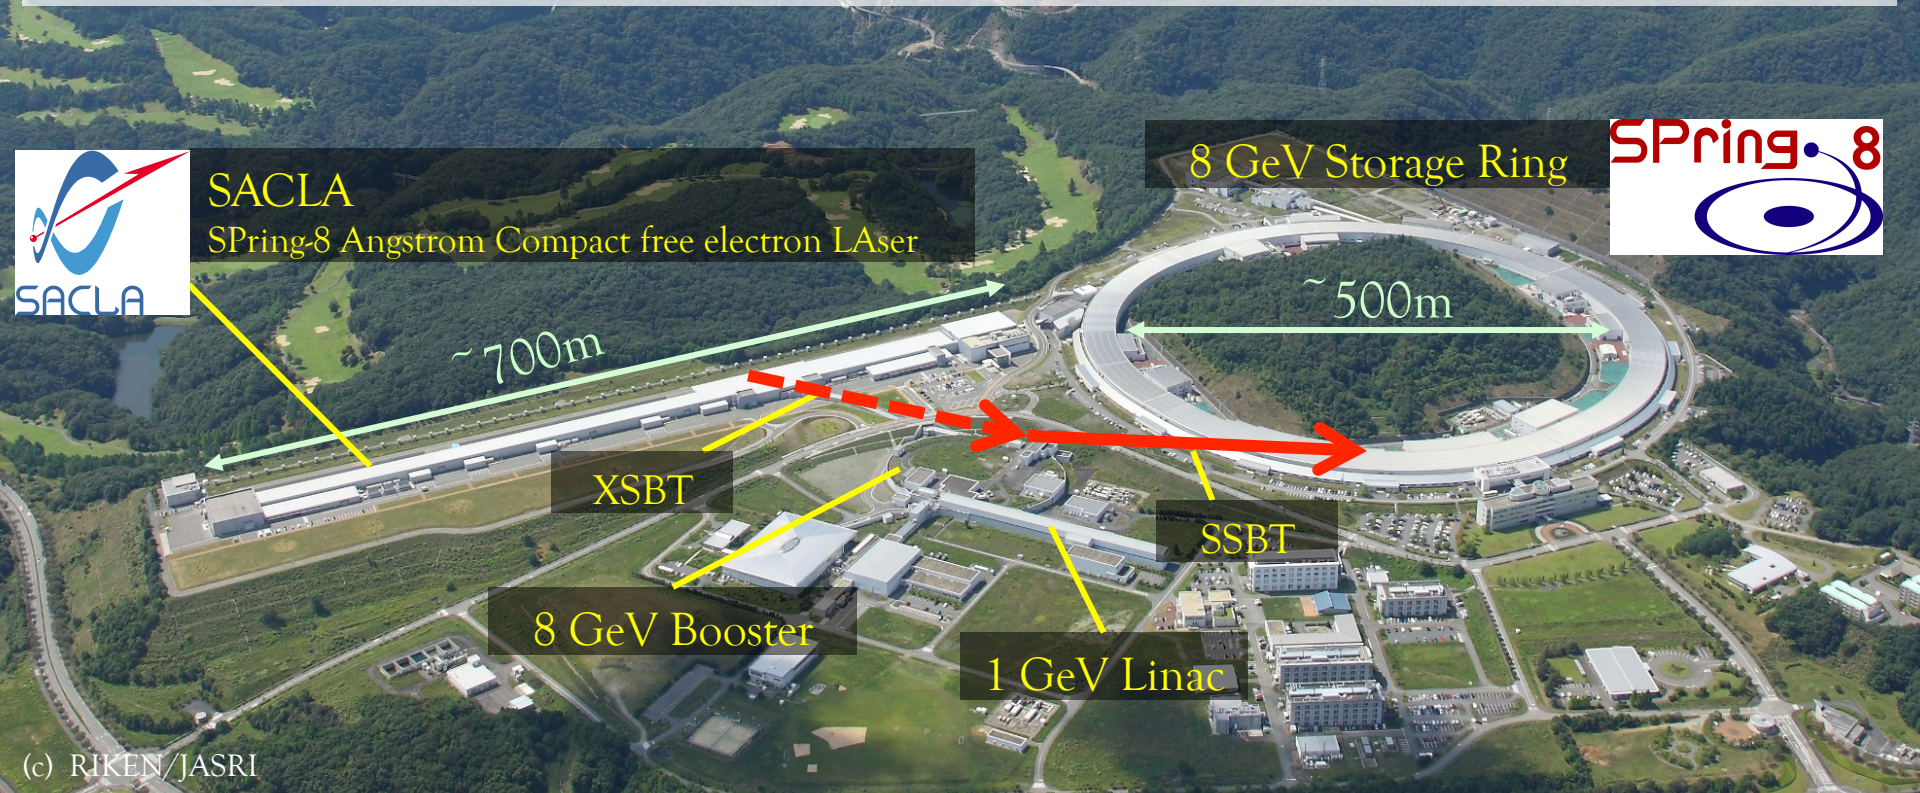 SACLA
SPring-8 Angstrom Compact free electron LAser
SACLA
8 GeV Storage Ring
SPring-8
~700m
~500m
XSBT
SSBT
8 GeV Booster
1 GeV Linac
(c) RIKEN/JASRI